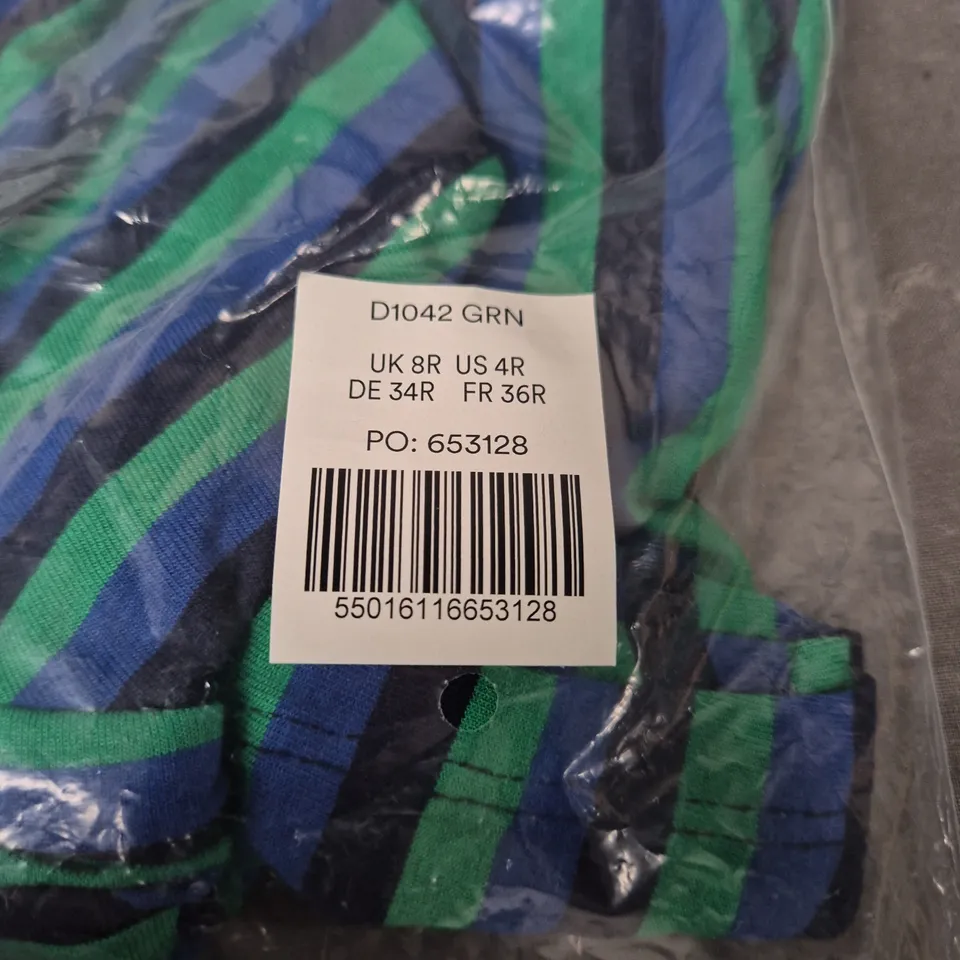 D1042 GRN
UK 8R US 4R
DE 34R FR 36R
PO: 653128
55016116653128